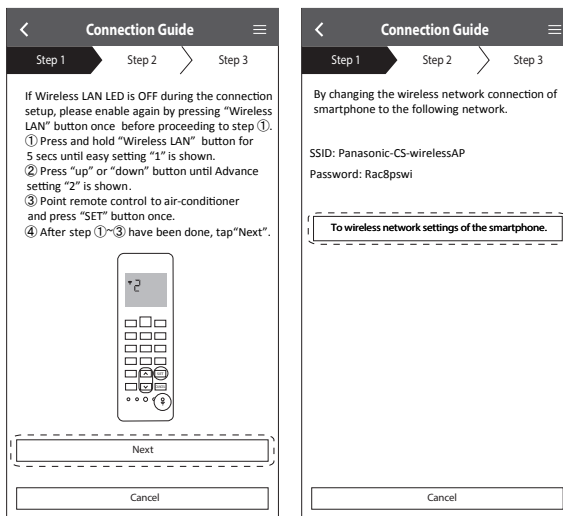 Connection Guide
Step 1 Step 2 Step 3
If Wireless LAN LED is OFF during the connection
setup, please enable again by pressing “Wireless
LAN” button once before proceeding to step ①.
① Press and hold “Wireless LAN” button for
5 secs until easy setting “1” is shown.
② Press “up” or “down” button until Advance
setting “2” is shown.
③ Point remote control to air-conditioner
and press “SET” button once.
④ After step ①~③ have been done, tap“Next”.
2
Next
Cancel
Connection Guide
Step 1 Step 2 Step 3
By changing the wireless network connection of
smartphone to the following network.
SSID: Panasonic-CS-wirelessAP
Password: Rac8pswi
To wireless network settings of the smartphone.
Cancel